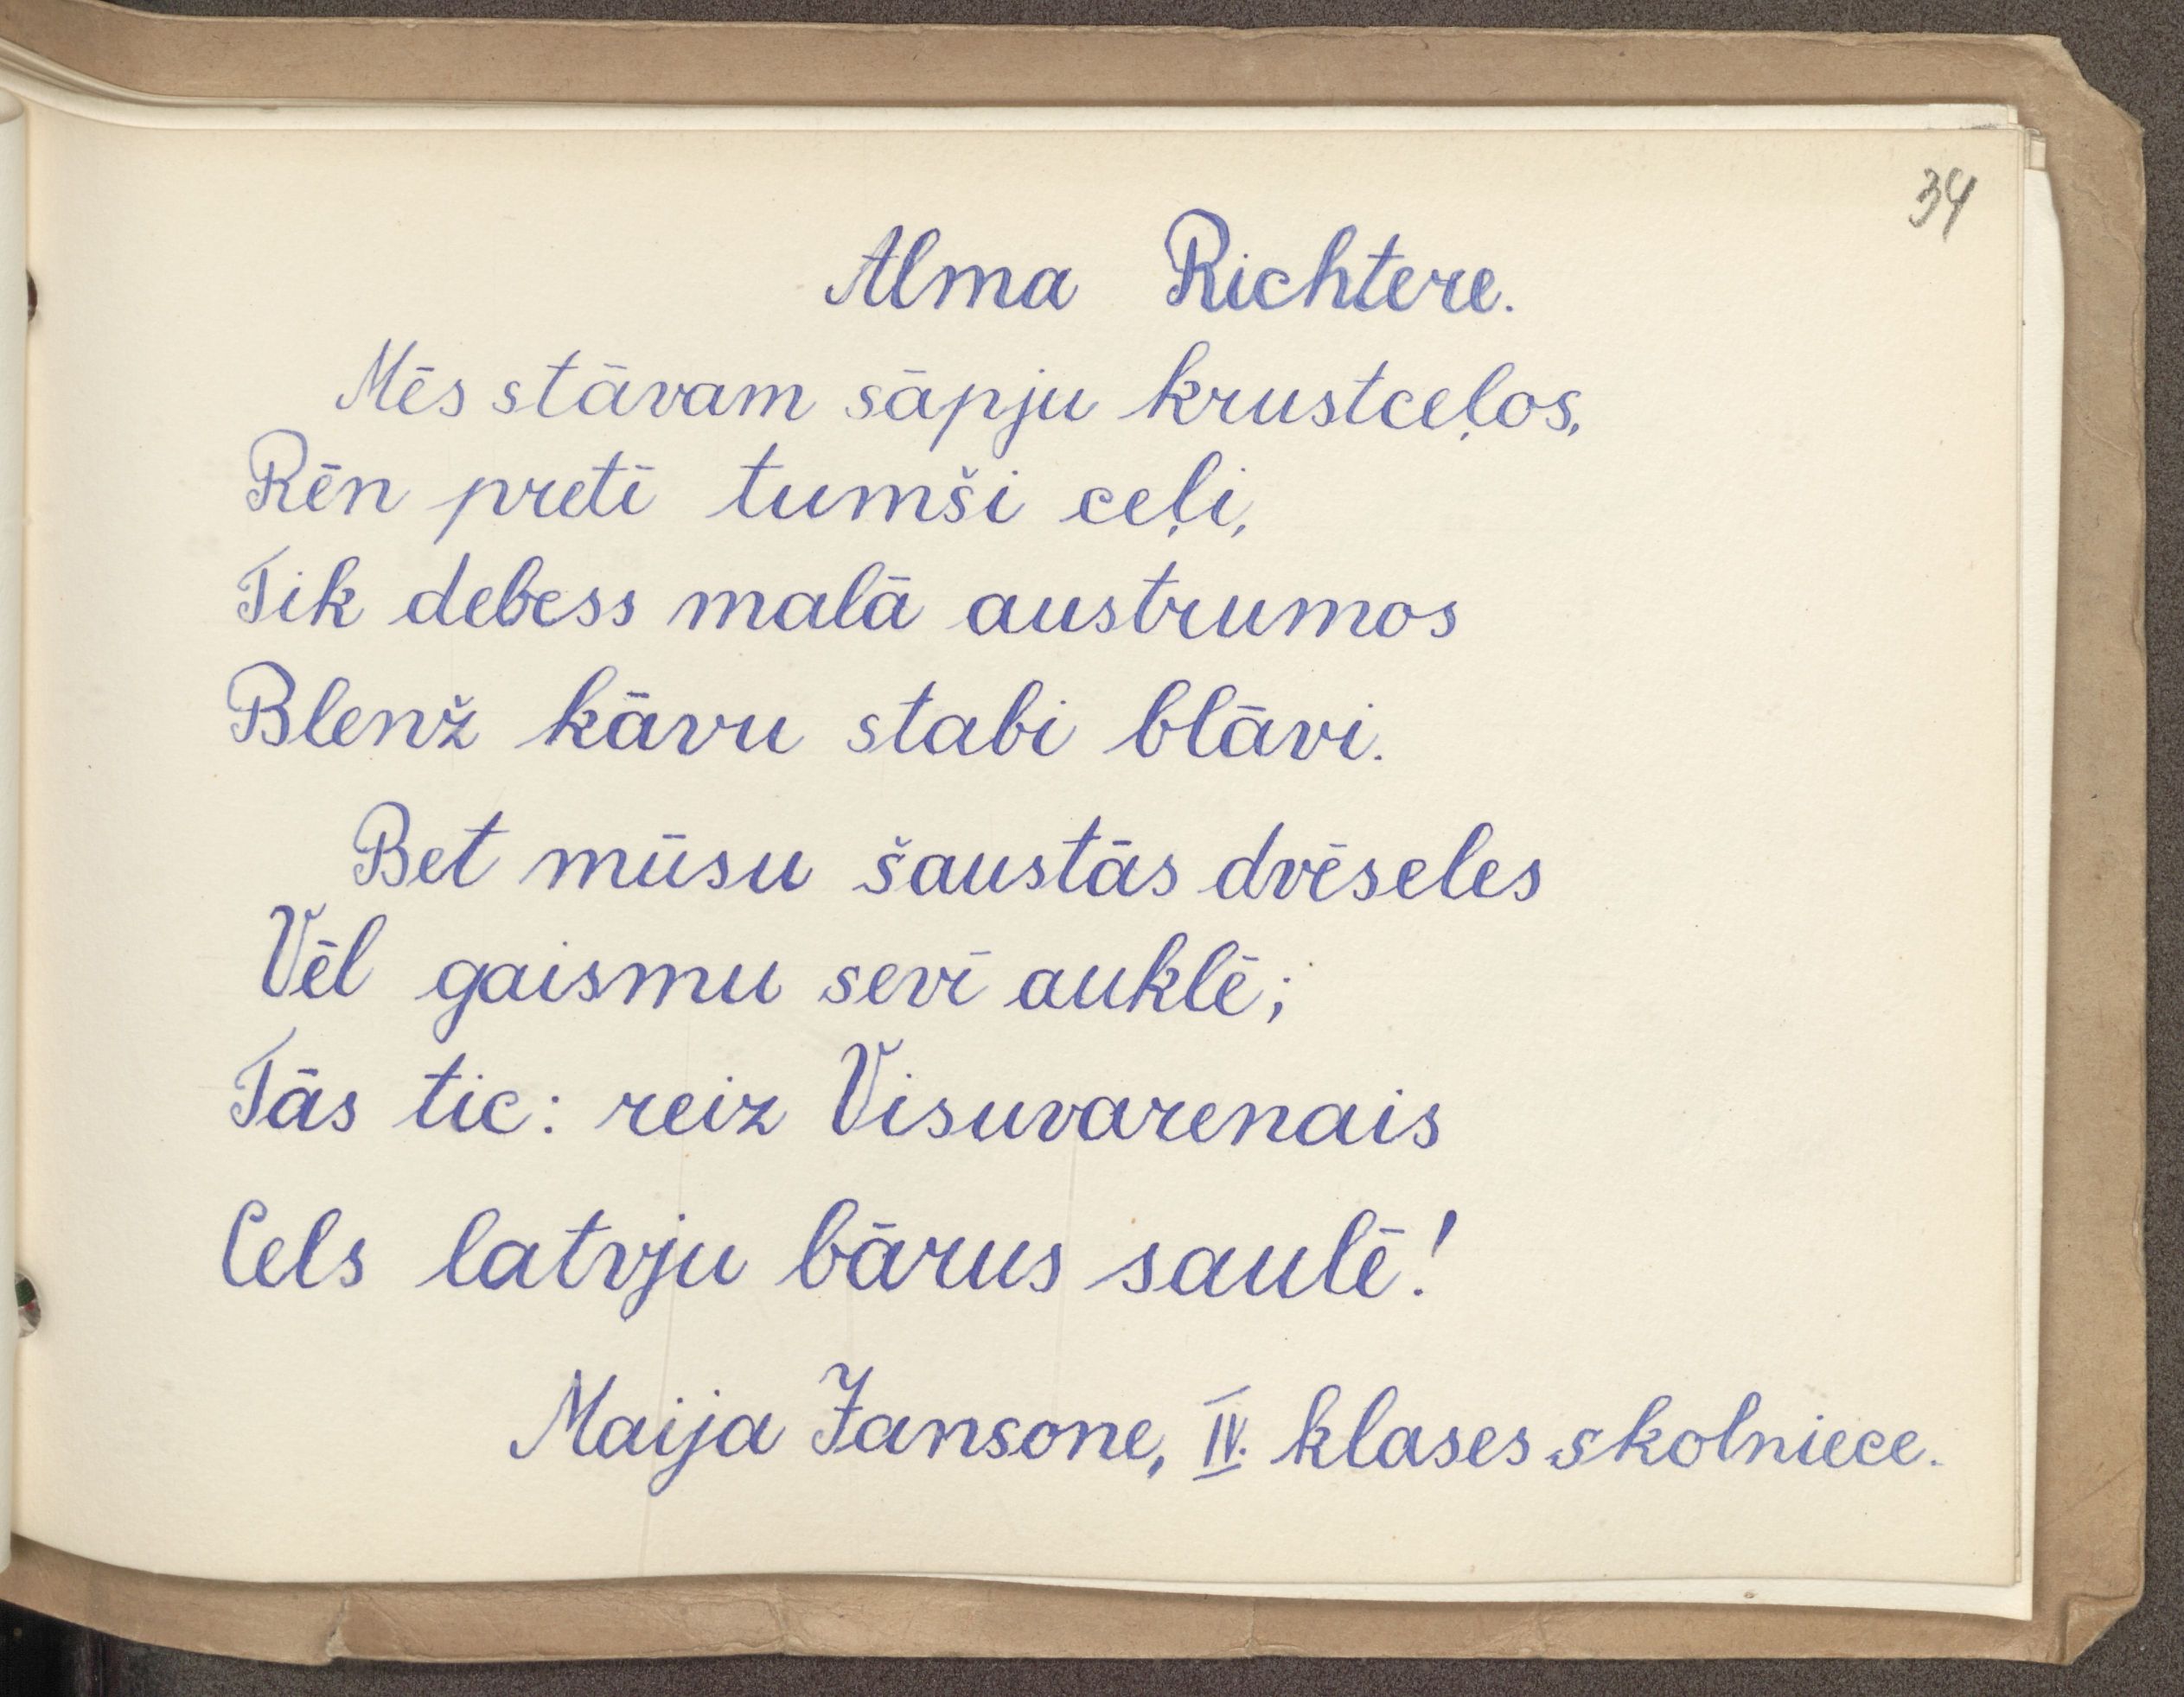 34
Alma Richtere.
Mēs stāvam sāpju krustceļos,
Rēn pretī tumši ceļi,
Tik debess malā austrumos
Blenž kāvu stabi blāvi.
Bet mūsu šaustās dvēseles
Vēl gaismu sevī auklē;
Tās tic: reiz Visuvarenais
Cels latvju bārus saulē!
Maija Jansone, IV. klases skolniece.